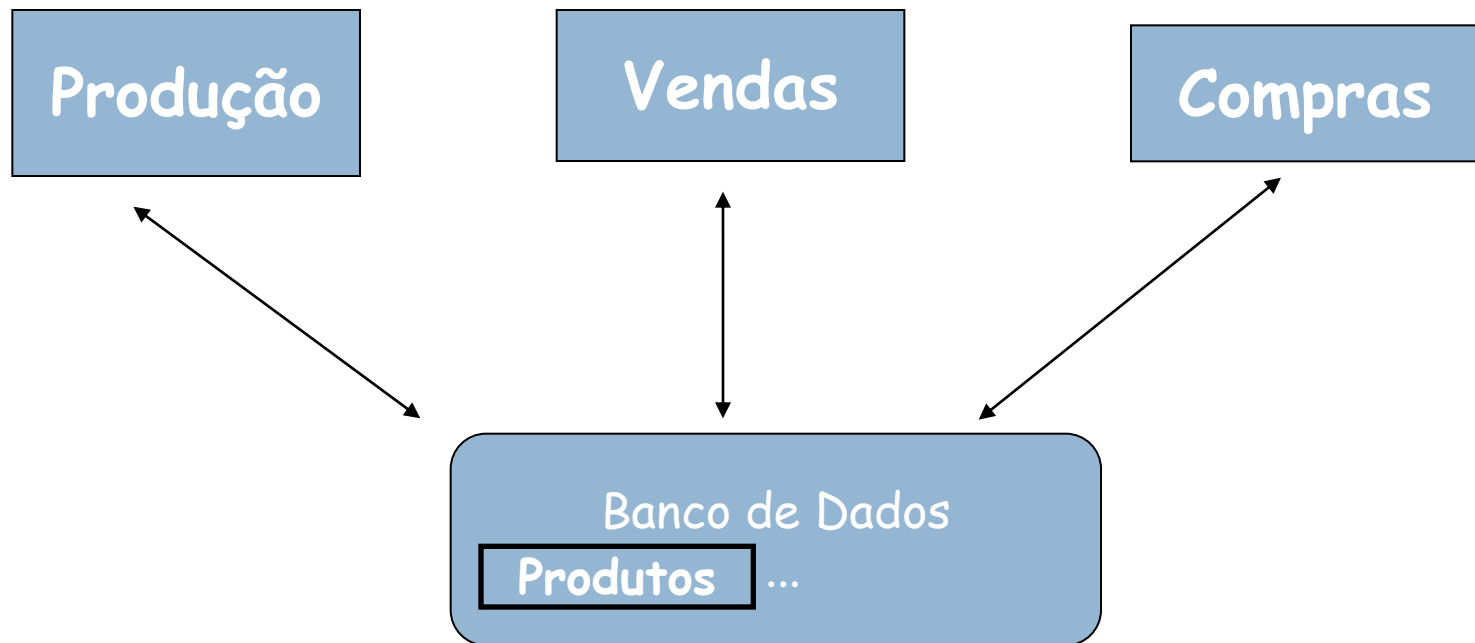 Produção
Vendas
Compras
Banco de Dados
Produtos ...